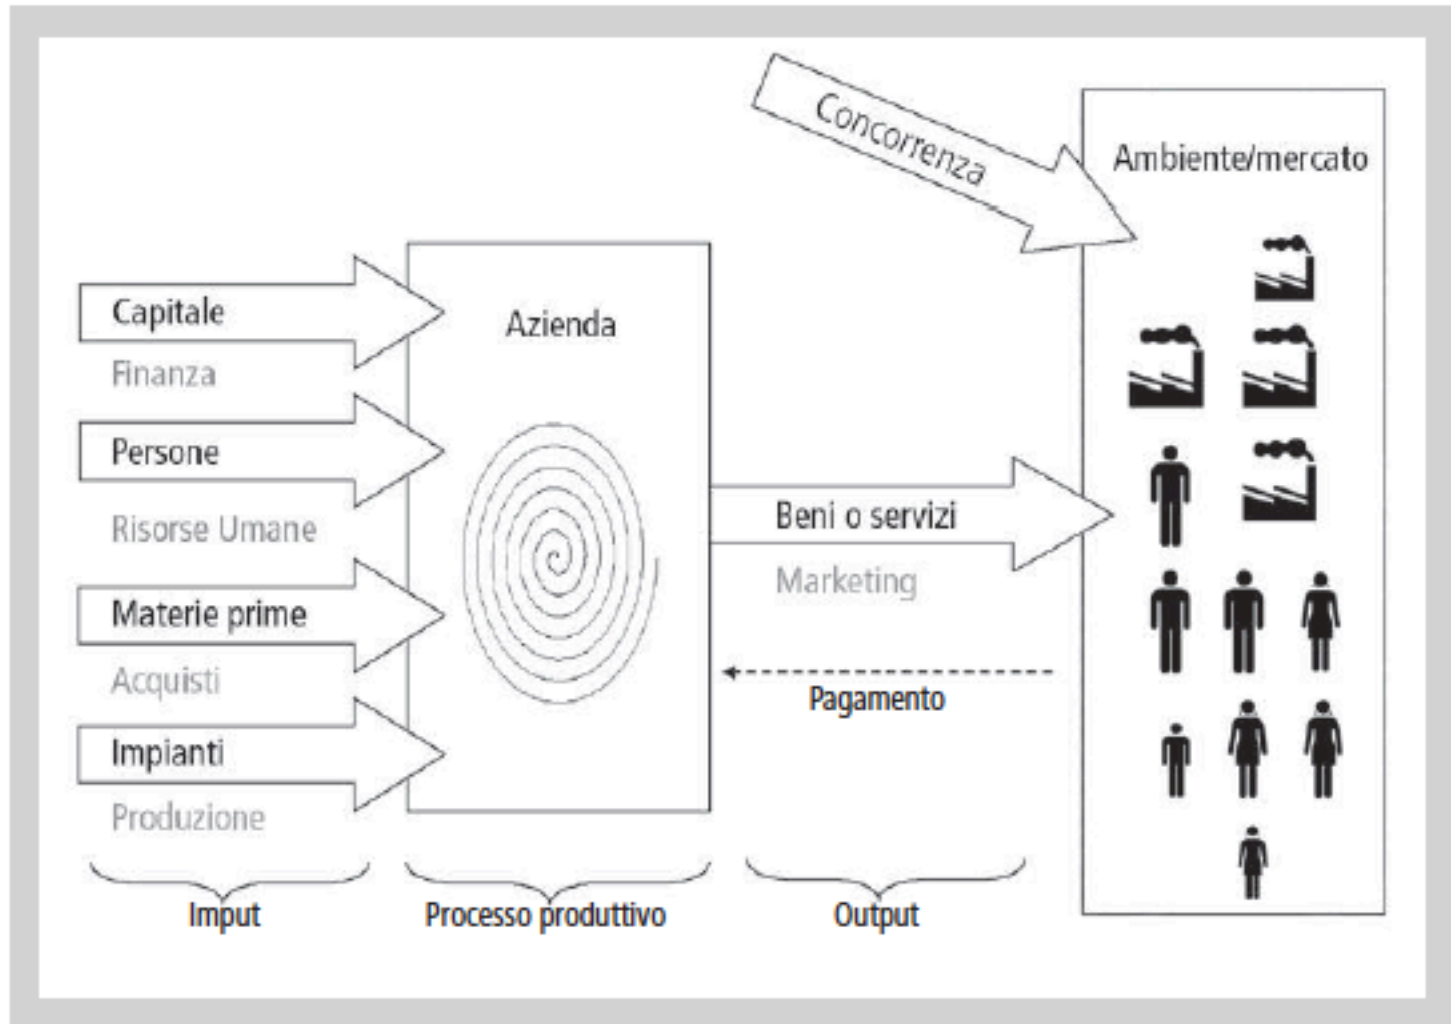 Concorrenza
Ambiente/mercato
Capitale
Finanza
Azienda
Persone
Risorse Umane
Beni o servizi
Marketing
Materie prime
Acquisti
Pagamento
Impianti
Produzione
Imput
Processo produttivo
Output